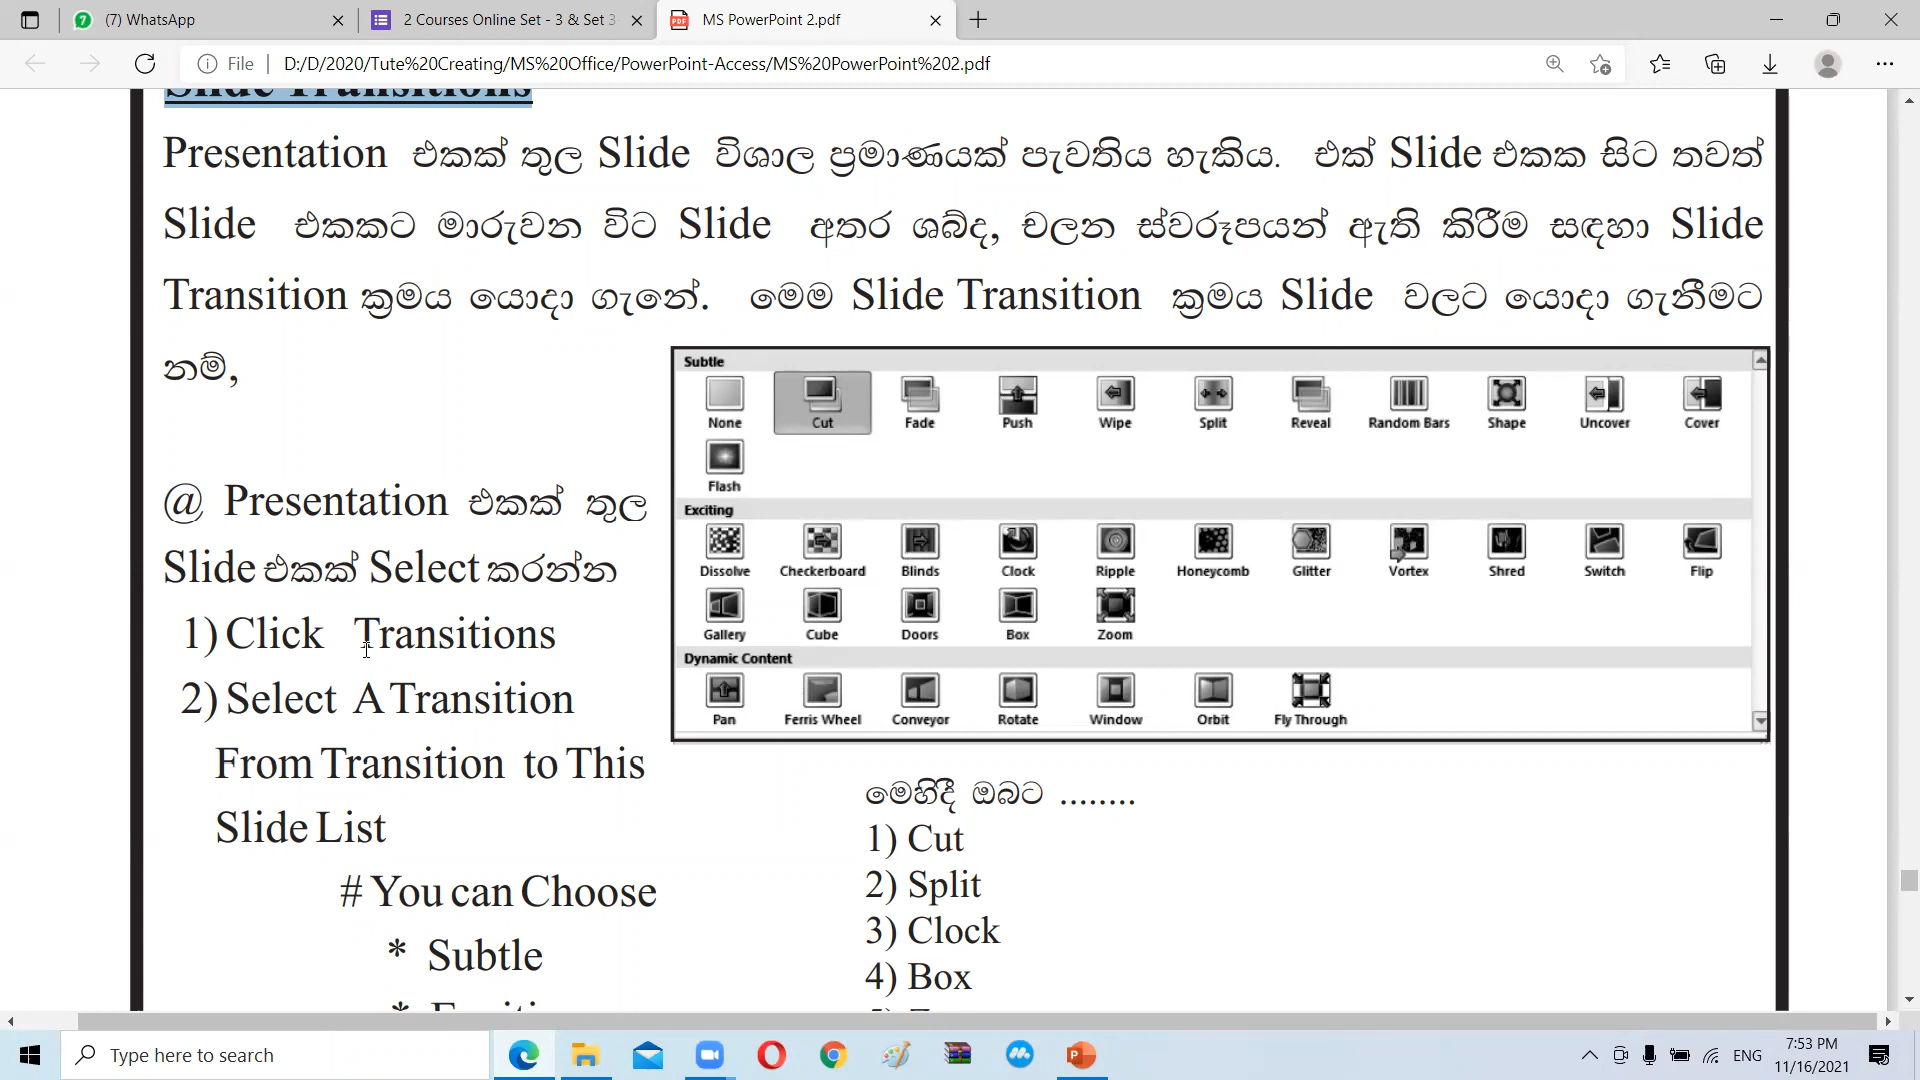 (7) WhatsApp
2 Courses Online Set - 3 & Set 3
MS PowerPoint 2.pdf
File
D:/D/2020/Tute%20Creating/MS%20Office/PowerPoint-Access/MS%20PowerPoint%202.pdf
Slide Transitions
Presentation එකක් තුල Slide විශාල ප්‍රමාණයක් පැවතිය හැකිය. එක් Slide එකක සිට තවත්
Slide එකකට මාරුවන විට Slide අතර ශබ්ද, චලන ස්වරූපයන් ඇති කිරීම සඳහා Slide
Transition ක්‍රමය යොදා ගැනේ. මෙම Slide Transition ක්‍රමය Slide වලට යොදා ගැනීමට
නම්,
Subtle
None Cut Fade Push Wipe Split Reveal Random Bars Shape Uncover Cover
Flash
Exciting
Dissolve Checkerboard Blinds Clock Ripple Honeycomb Glitter Vortex Shred Switch Flip
Gallery Cube Doors Box Zoom
Dynamic Content
Pan Ferris Wheel Conveyor Rotate Window Orbit Fly Through
@ Presentation එකක් තුල
Slide එකක් Select කරන්න
1) Click Transitions
2) Select A Transition
From Transition to This
Slide List
# You can Choose
* Subtle
මෙහිදී ඔබට ........
1) Cut
2) Split
3) Clock
4) Box
Type here to search
ENG
7:53 PM
11/16/2021